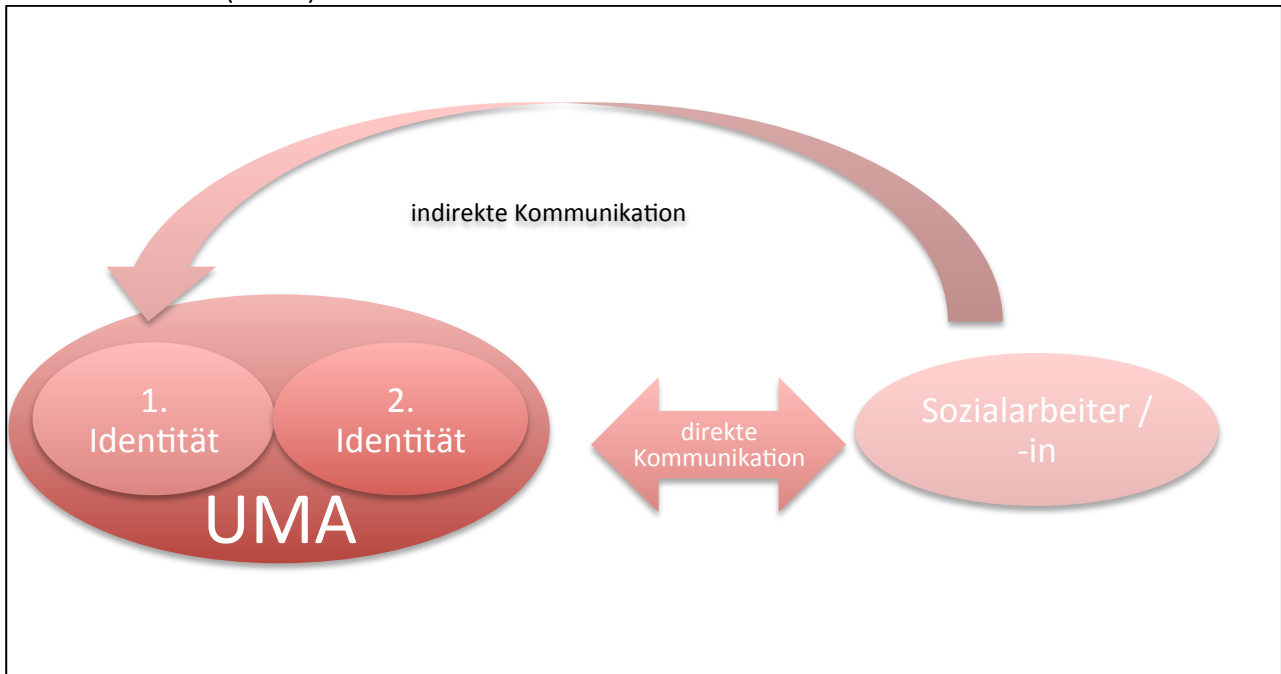 indirekte Kommunikation
1.
Identität
2.
Identität
UMA
direkte
Kommunikation
Sozialarbeiter /
-in